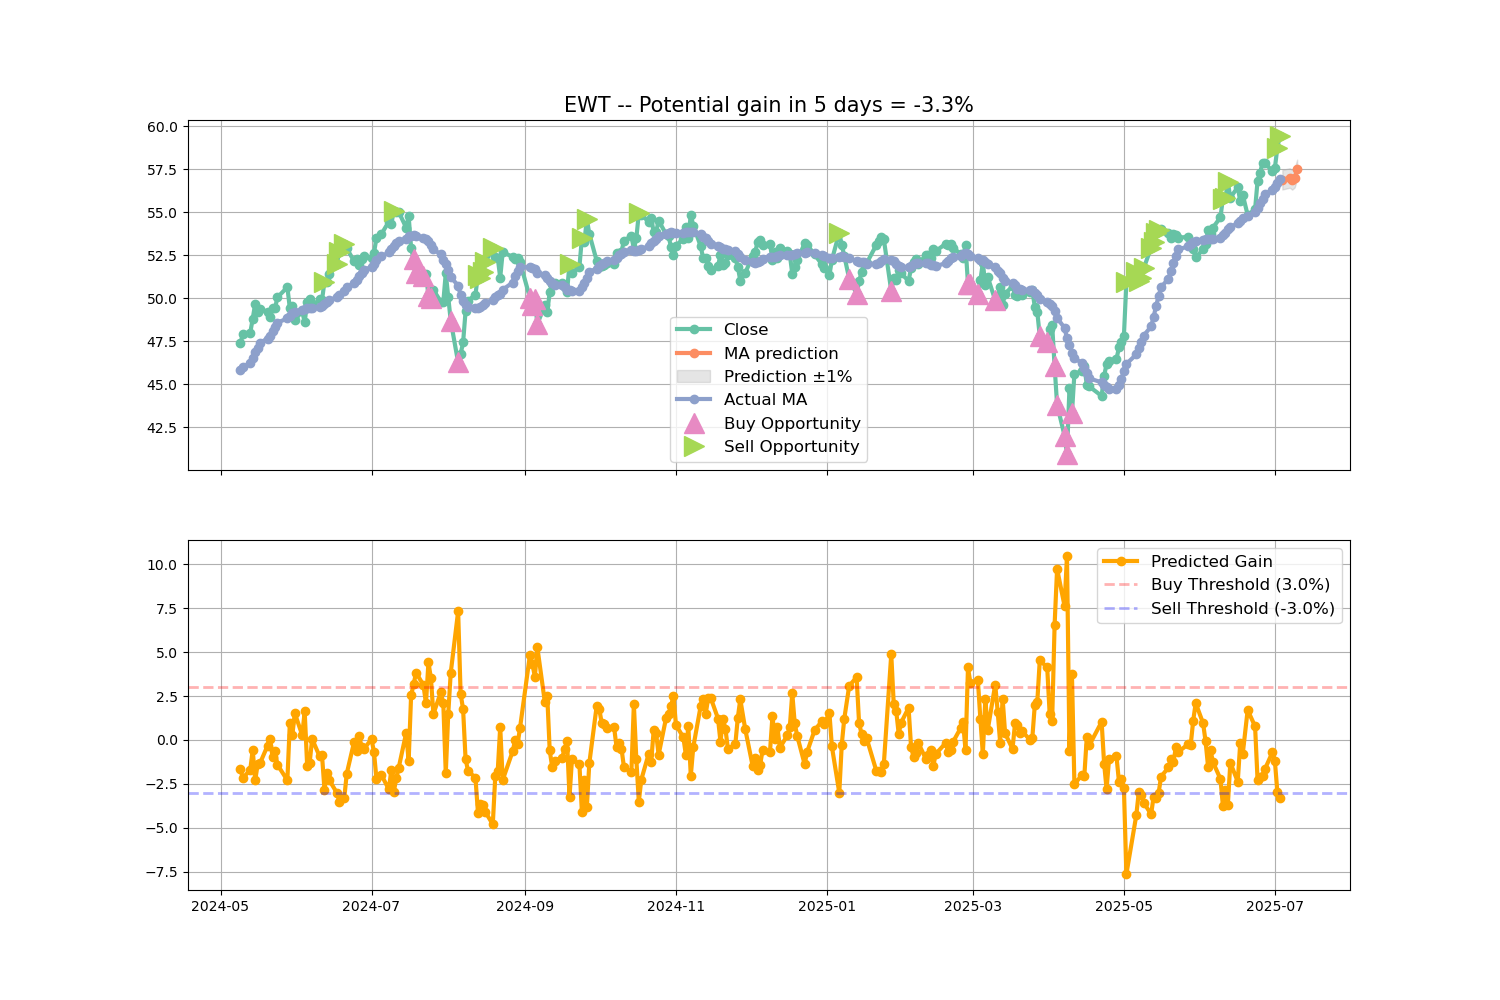 EWT -- Potential gain in 5 days = -3.3%
60.0
57.5
55.0
52.5
50.0
47.5
45.0
42.5
Close
MA prediction
Prediction ±1%
Actual MA
Buy Opportunity
Sell Opportunity
10.0
7.5
5.0
2.5
0.0
−2.5
−5.0
−7.5
Predicted Gain
Buy Threshold (3.0%)
Sell Threshold (-3.0%)
2024-05
2024-07
2024-09
2024-11
2025-01
2025-03
2025-05
2025-07